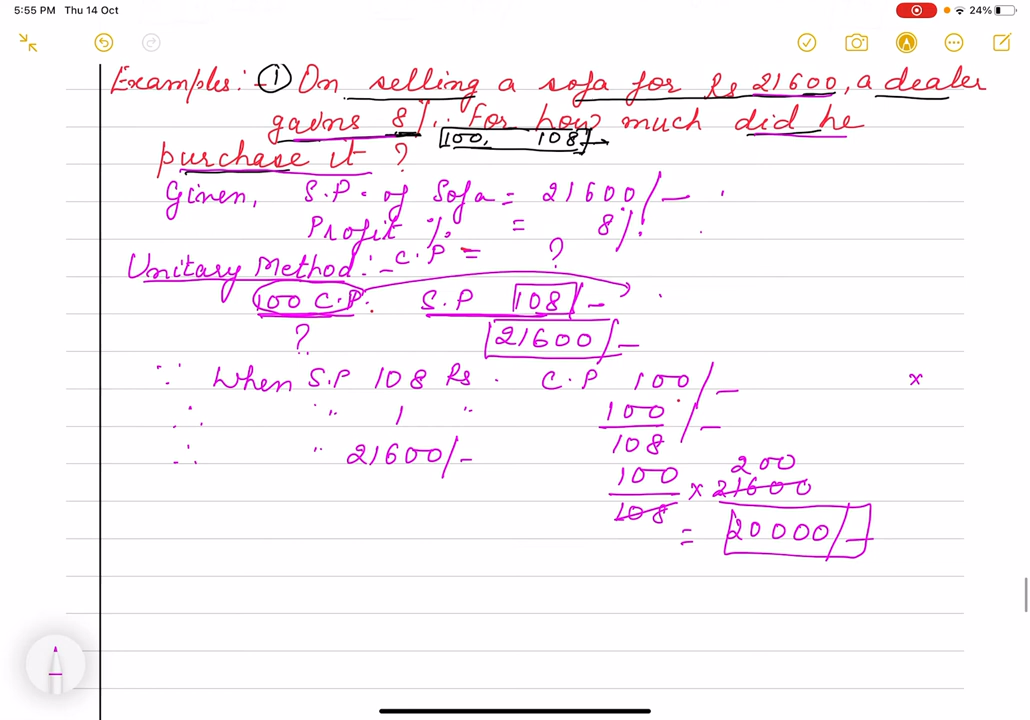 5:55 PM Thu 14 Oct
24%
Examples:- ① On selling a sofa for Rs 21600, a dealer
gains 8%. For how much did he
100, 108
purchase it ?
Given, S.P. of Sofa = 21600/-
Profit % = 8%
C.P = ?
Unitary Method:-
100 C.P. S.P 108/-
? 21600/-
∵ When S.P 108 Rs. C.P 100/-
∴ " 1 " 100/108 /-
∴ " 21600/- 100/108 × 21600
200
= 20000/-
×